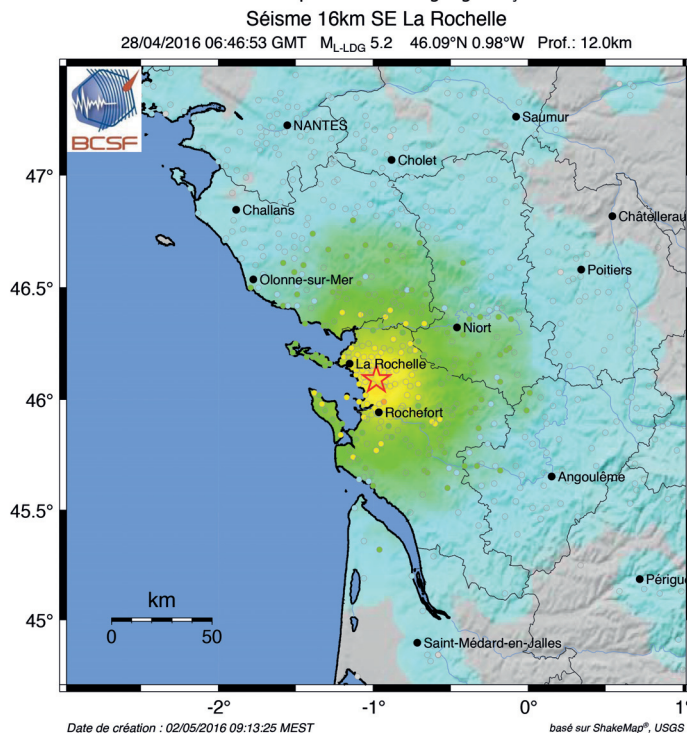 Séisme 16km SE La Rochelle
28/04/2016 06:46:53 GMT M_L-LDG 5.2 46.09°N 0.98°W Prof.: 12.0km
BCSF
NANTES
Saumur
Cholet
47°
Challans
Châtellerau
Poitiers
Olonne-sur-Mer
46.5°
Niort
La Rochelle
46°
Rochefort
Angoulême
45.5°
Périgue
km
45°
0 50
Saint-Médard-en-Jalles
-2° -1° 0° 1°
Date de création : 02/05/2016 09:13:25 MEST
basé sur ShakeMap®, USGS